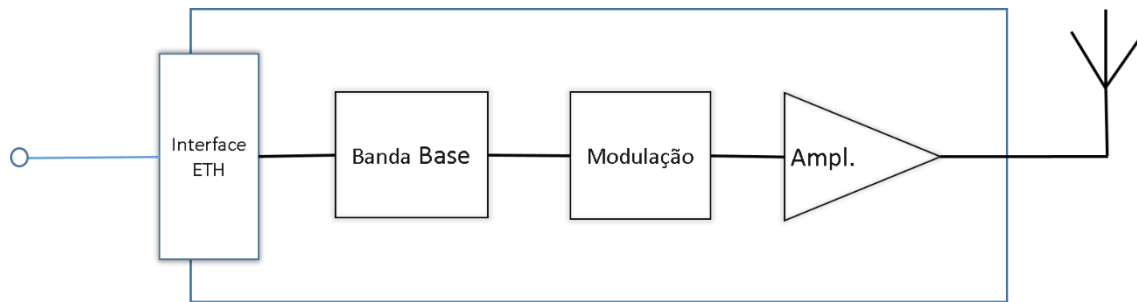 Interface
ETH
Banda Base
Modulação
Ampl.